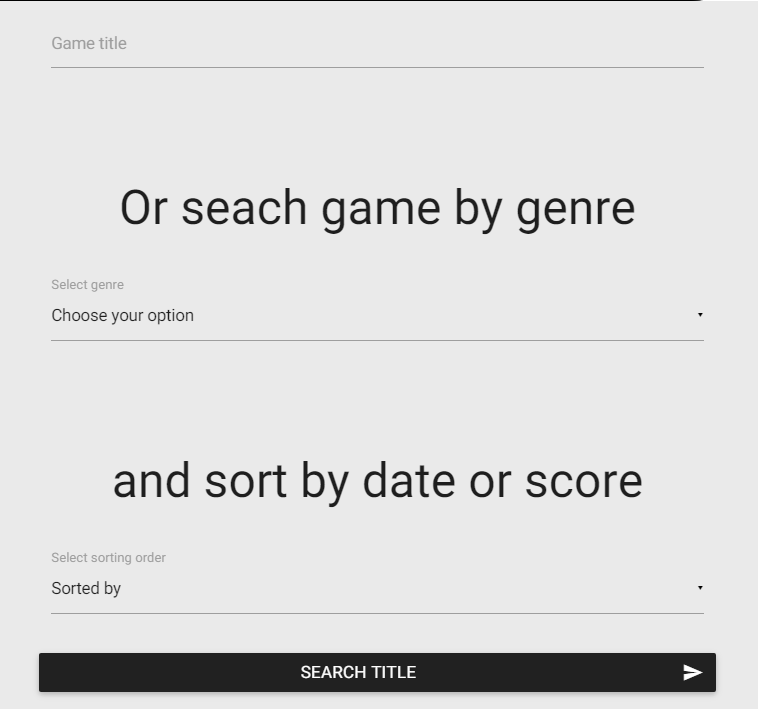 Game title
Or seach game by genre
Select genre
Choose your option
and sort by date or score
Select sorting order
Sorted by
SEARCH TITLE